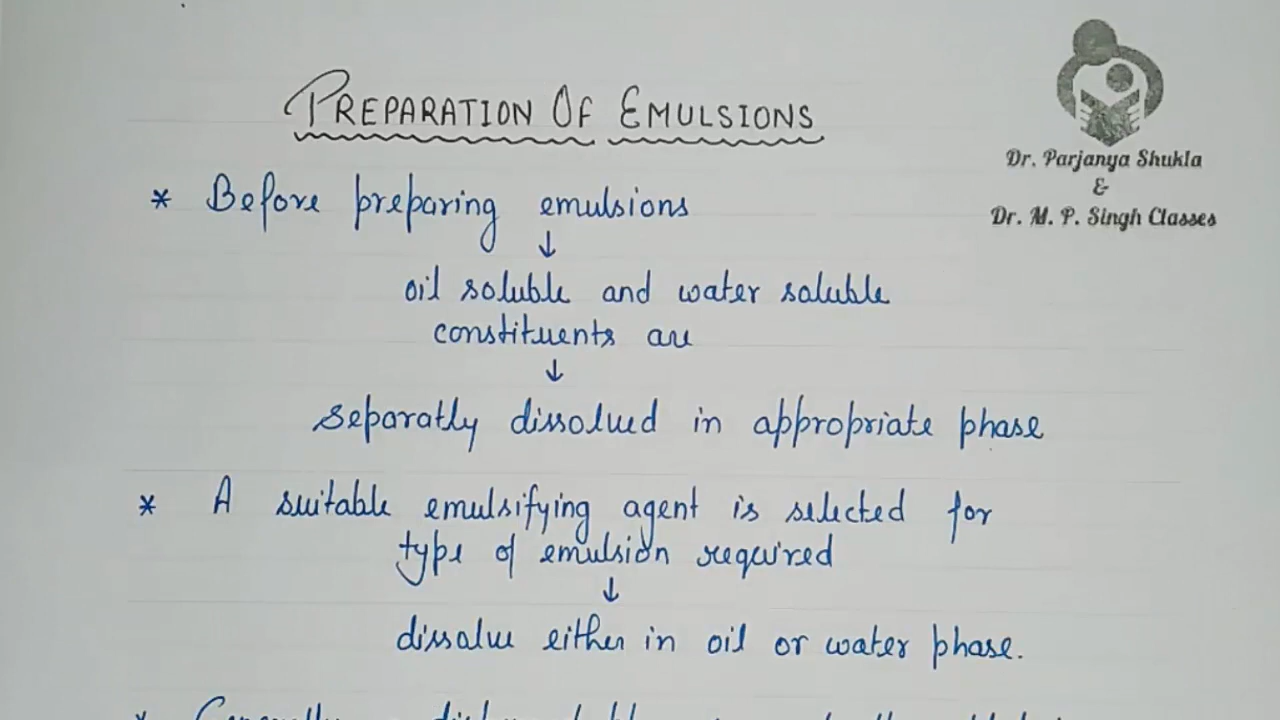 PREPARATION OF EMULSIONS
Dr. Parjanya Shukla
&
Dr. M. P. Singh Classes
* Before preparing emulsions
↓
oil soluble and water soluble
constituents are
↓
separatly dissolved in appropriate phase
* A suitable emulsifying agent is selected for
type of emulsion required
↓
dissolve either in oil or water phase.
* Generally